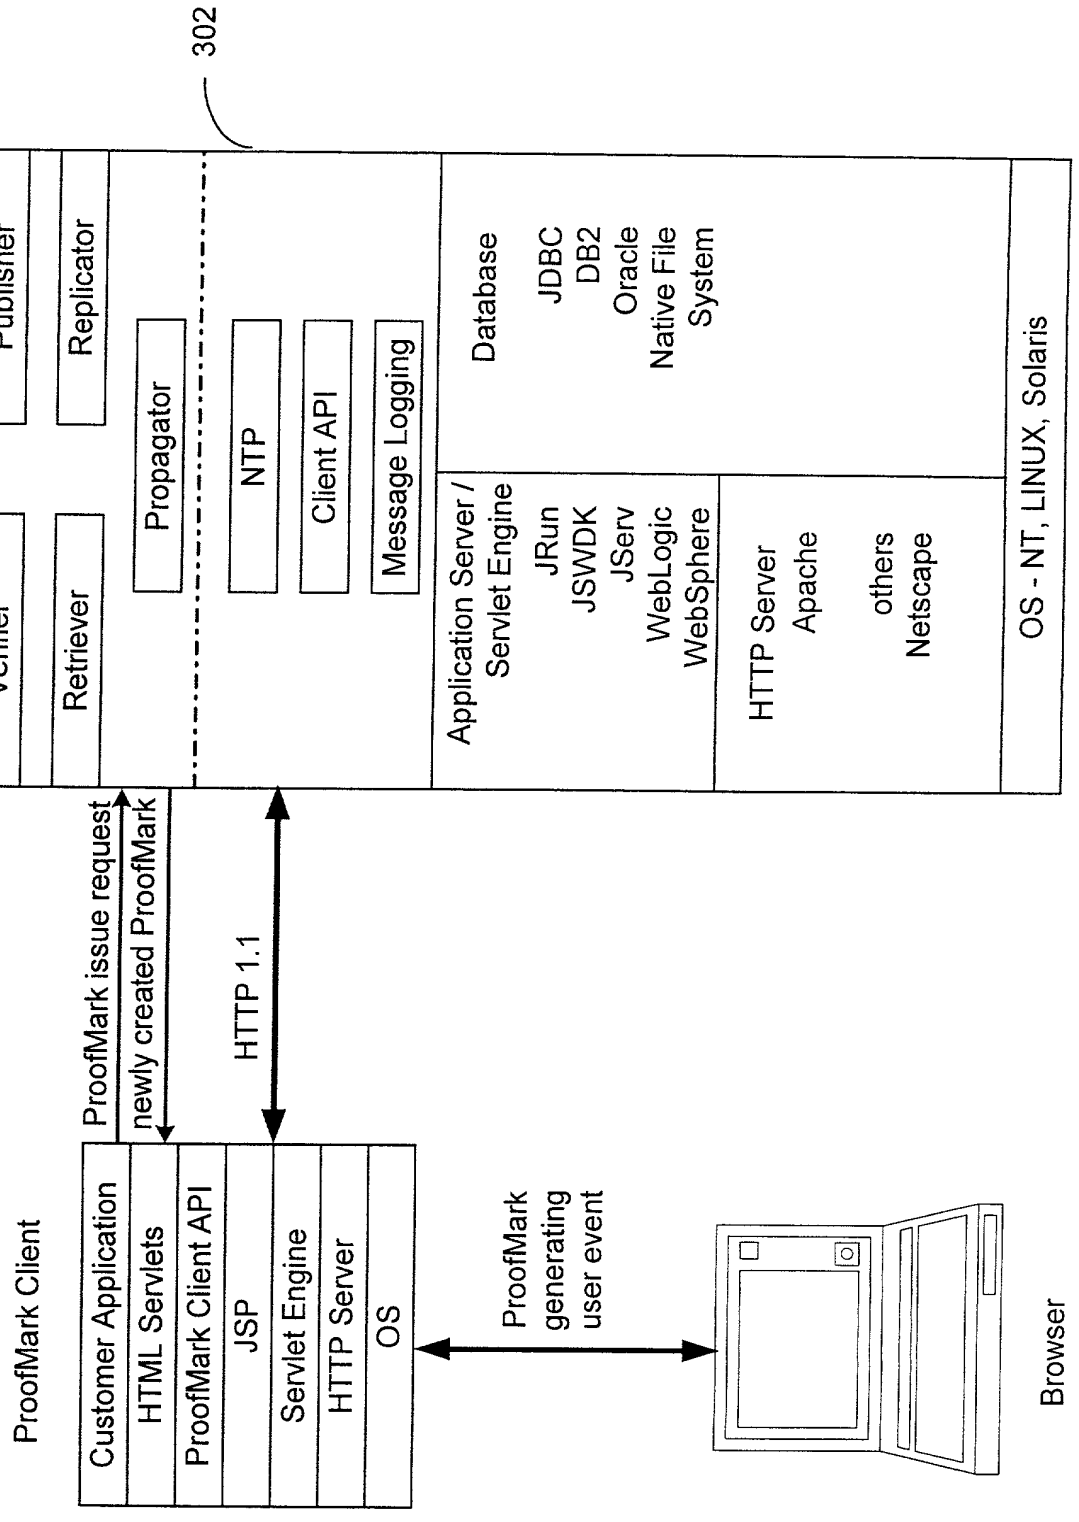 ProofMark Client
Customer Application
HTML Servlets
ProofMark Client API
JSP
Servlet Engine
HTTP Server
OS
ProofMark
generating
user event
Browser
ProofMark issue request
newly created ProofMark
HTTP 1.1
Publisher
Retriever
Replicator
Propagator
302
NTP
Client API
Message Logging
Application Server /
Servlet Engine
JRun
JSWDK
JServ
WebLogic
WebSphere
HTTP Server
Apache
others
Netscape
Database
JDBC
DB2
Oracle
Native File
System
OS - NT, LINUX, Solaris